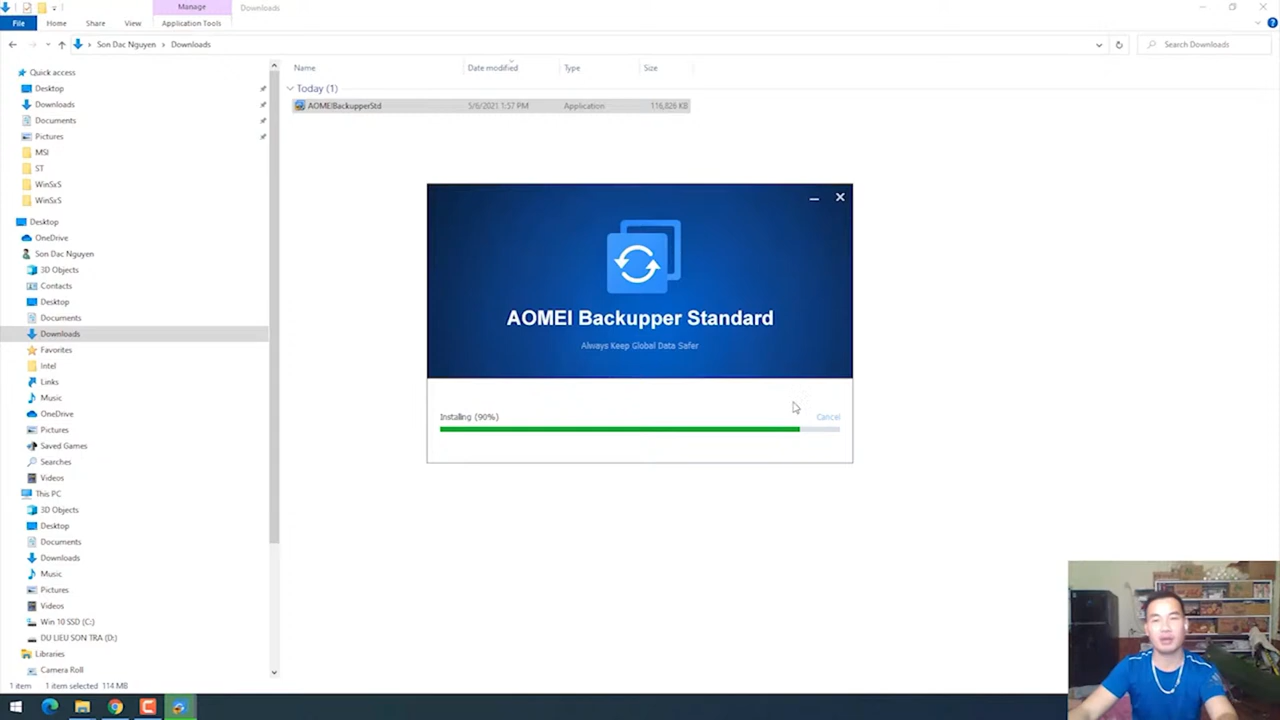 Manage
Downloads
File
Home
Share
View
Application Tools
Son Dac Nguyen
Downloads
Search Downloads
Quick access
Desktop
Downloads
Documents
Pictures
MSI
ST
WinSxS
WinSxS
Desktop
OneDrive
Son Dac Nguyen
3D Objects
Contacts
Desktop
Documents
Downloads
Favorites
Intel
Links
Music
OneDrive
Pictures
Saved Games
Searches
Videos
This PC
3D Objects
Desktop
Documents
Downloads
Music
Pictures
Videos
Win 10 SSD (C:)
DU LIEU SON TRA (D:)
Libraries
Camera Roll
Name Date modified Type Size
Today (1)
AOMEIBackupperStd 5/6/2021 1:57 PM Application 116,826 KB
AOMEI Backupper Standard
Always Keep Global Data Safer
Installing (90%)
Cancel
1 item 1 item selected 114 MB